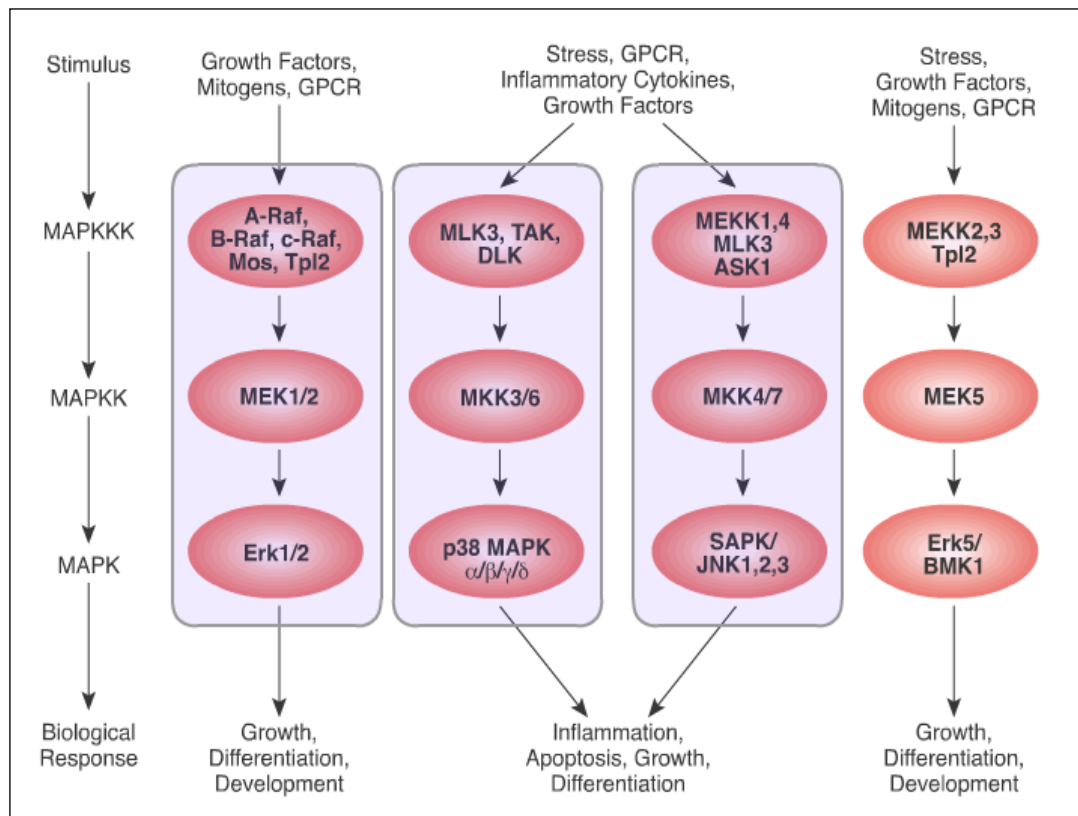 Stimulus
Growth Factors,
Mitogens, GPCR
Stress, GPCR,
Inflammatory Cytokines,
Growth Factors
Stress,
Growth Factors,
Mitogens, GPCR
MAPKKK
A-Raf,
B-Raf, c-Raf,
Mos, Tpl2
MLK3, TAK,
DLK
MEKK1,4
MLK3
ASK1
MEKK2,3
Tpl2
MAPKK
MEK1/2
MKK3/6
MKK4/7
MEK5
MAPK
Erk1/2
p38 MAPK
α/β/γ/δ
SAPK/
JNK1,2,3
Erk5/
BMK1
Biological
Response
Growth,
Differentiation,
Development
Inflammation,
Apoptosis, Growth,
Differentiation
Growth,
Differentiation,
Development